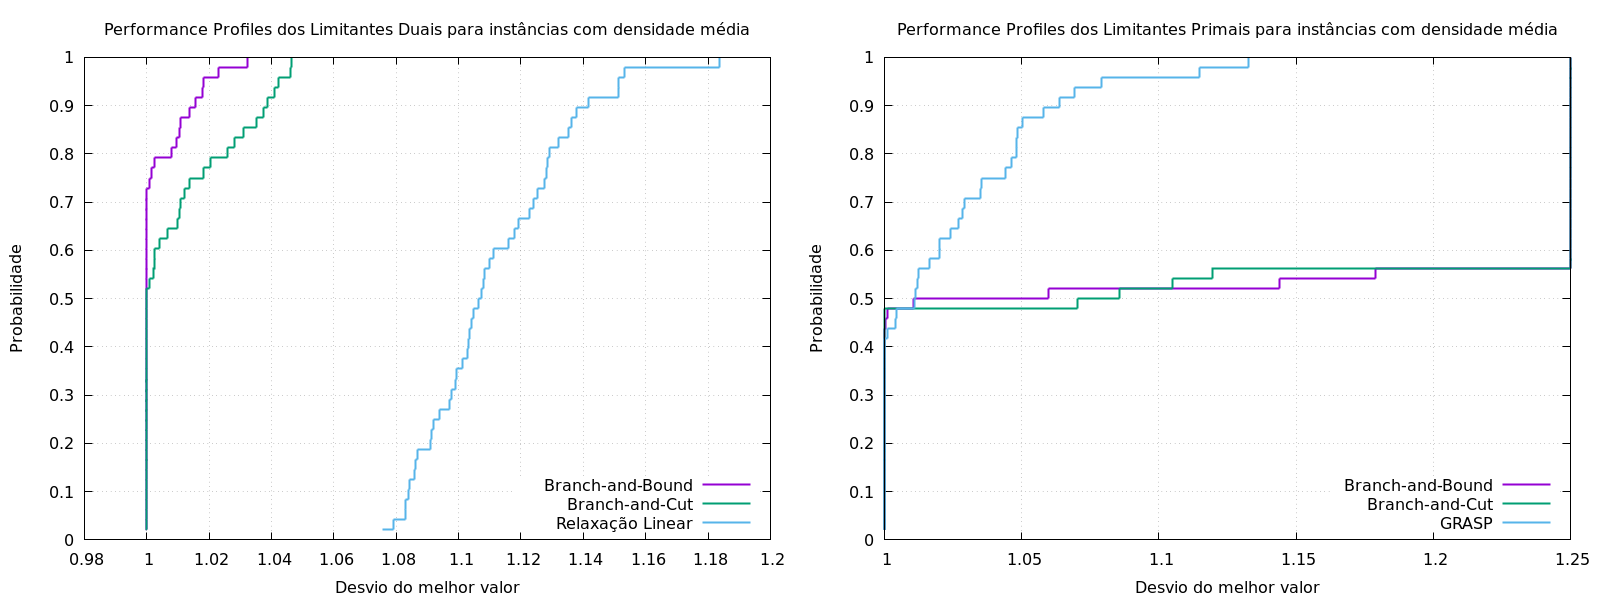 Performance Profiles dos Limitantes Duais para instâncias com densidade média
Probabilidade
1
0.9
0.8
0.7
0.6
0.5
0.4
0.3
0.2
0.1
0
Branch-and-Bound
Branch-and-Cut
Relaxação Linear
0.98 1 1.02 1.04 1.06 1.08 1.1 1.12 1.14 1.16 1.18 1.2
Desvio do melhor valor
Performance Profiles dos Limitantes Primais para instâncias com densidade média
Probabilidade
1
0.9
0.8
0.7
0.6
0.5
0.4
0.3
0.2
0.1
0
Branch-and-Bound
Branch-and-Cut
GRASP
1 1.05 1.1 1.15 1.2 1.25
Desvio do melhor valor